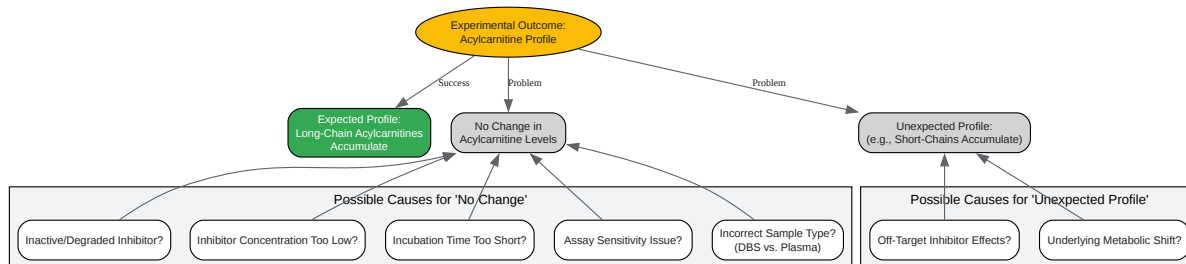 Experimental Outcome:
Acylcarnitine Profile
Success
Problem
Problem
Expected Profile:
Long-Chain Acylcarnitines
Accumulate
No Change in
Acylcarnitine Levels
Unexpected Profile:
(e.g., Short-Chains Accumulate)
Possible Causes for 'No Change'
Possible Causes for 'Unexpected Profile'
Inactive/Degraded Inhibitor?
Inhibitor Concentration Too Low?
Incubation Time Too Short?
Assay Sensitivity Issue?
Incorrect Sample Type?
(DBS vs. Plasma)
Off-Target Inhibitor Effects?
Underlying Metabolic Shift?